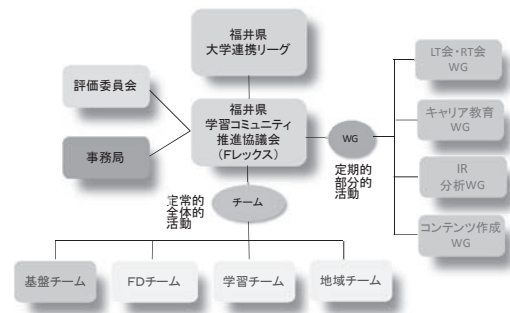 福井県
大学連携リーグ
評価委員会
事務局
福井県
学習コミュニティ
推進協議会
(Fレックス)
WG
定期的
部分的
活動
LT会・RT会
WG
キャリア教育
WG
IR
分析WG
コンテンツ作成
WG
定常的
全体的
活動
チーム
基盤チーム
FDチーム
学習チーム
地域チーム